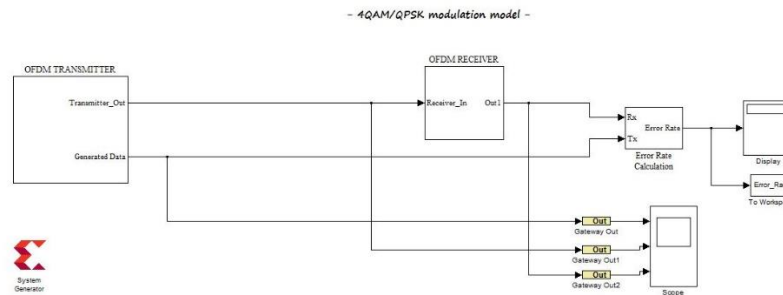 - 4QAM/QPSK modulation model -
OFDM TRANSMITTER
Transmitter_Out
Generated Data
OFDM RECEIVER
Receiver_In
Out1
Rx
Tx
Error Rate
Error Rate
Calculation
Display
Error_Ra
To Worksp
Out
Gateway Out
Out
Gateway Out1
Out
Gateway Out2
Scope
System
Generator